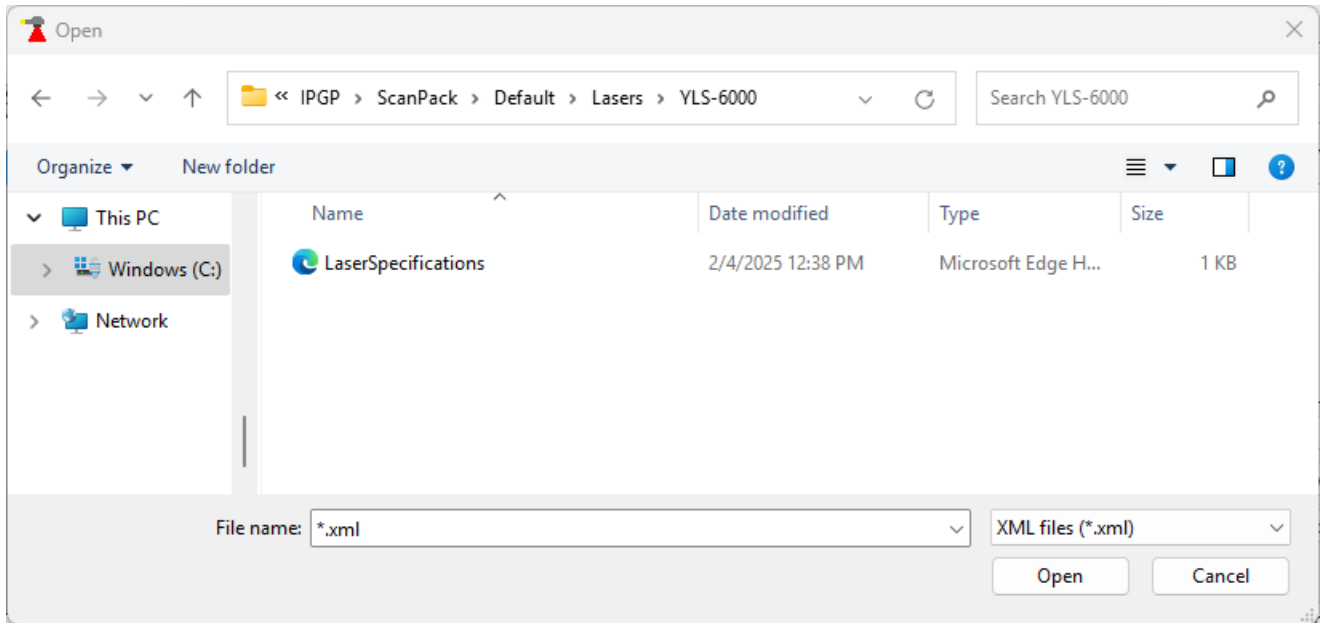 Open
« IPGP > ScanPack > Default > Lasers > YLS-6000
Search YLS-6000
Organize New folder
Name Date modified Type Size
This PC
Windows (C:)
Network
LaserSpecifications 2/4/2025 12:38 PM Microsoft Edge H... 1 KB
File name: *.xml XML files (*.xml)
Open Cancel